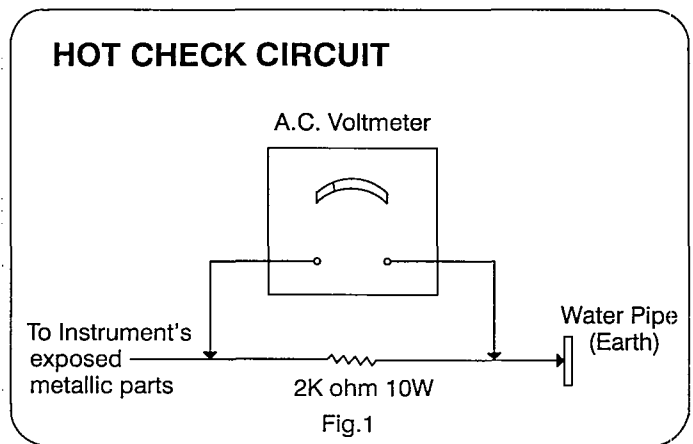 HOT CHECK CIRCUIT
A.C. Voltmeter
To Instrument's
exposed
metallic parts
Water Pipe
(Earth)
2K ohm 10W
Fig.1